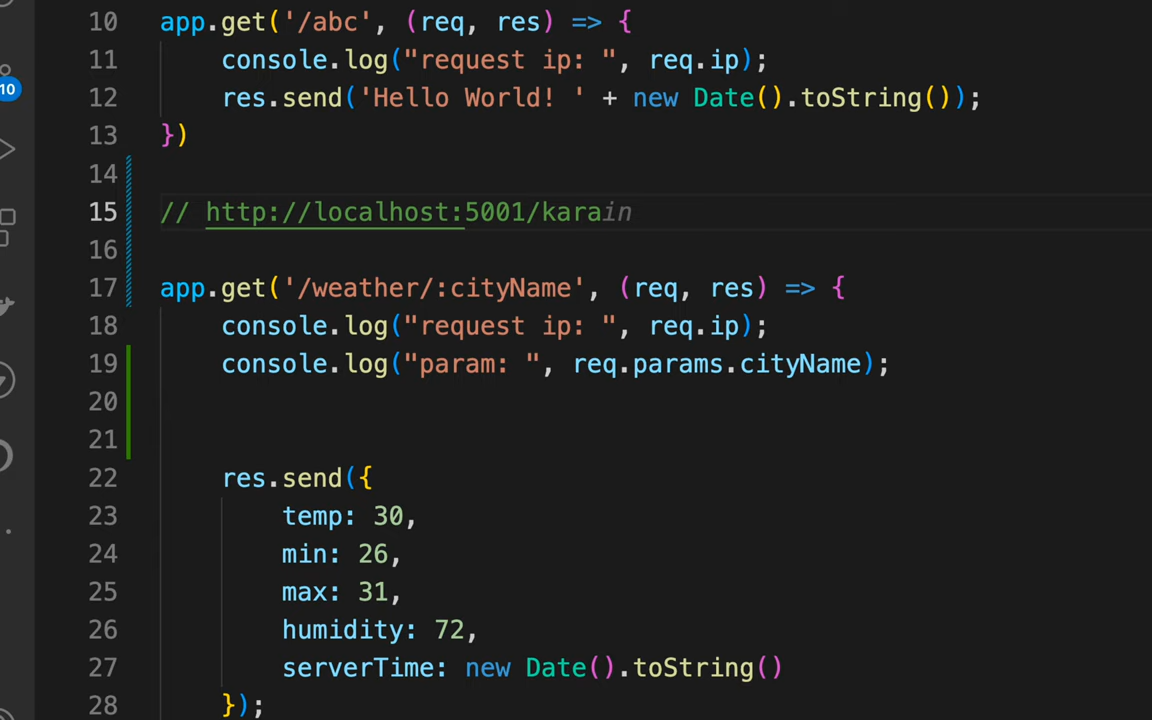 10 app.get('/abc', (req, res) => {
11 console.log("request ip: ", req.ip);
12 res.send('Hello World! ' + new Date().toString());
13 })
14
15 // http://localhost:5001/karain
16
17 app.get('/weather/:cityName', (req, res) => {
18 console.log("request ip: ", req.ip);
19 console.log("param: ", req.params.cityName);
20
21
22 res.send({
23 temp: 30,
24 min: 26,
25 max: 31,
26 humidity: 72,
27 serverTime: new Date().toString()
28 });
10